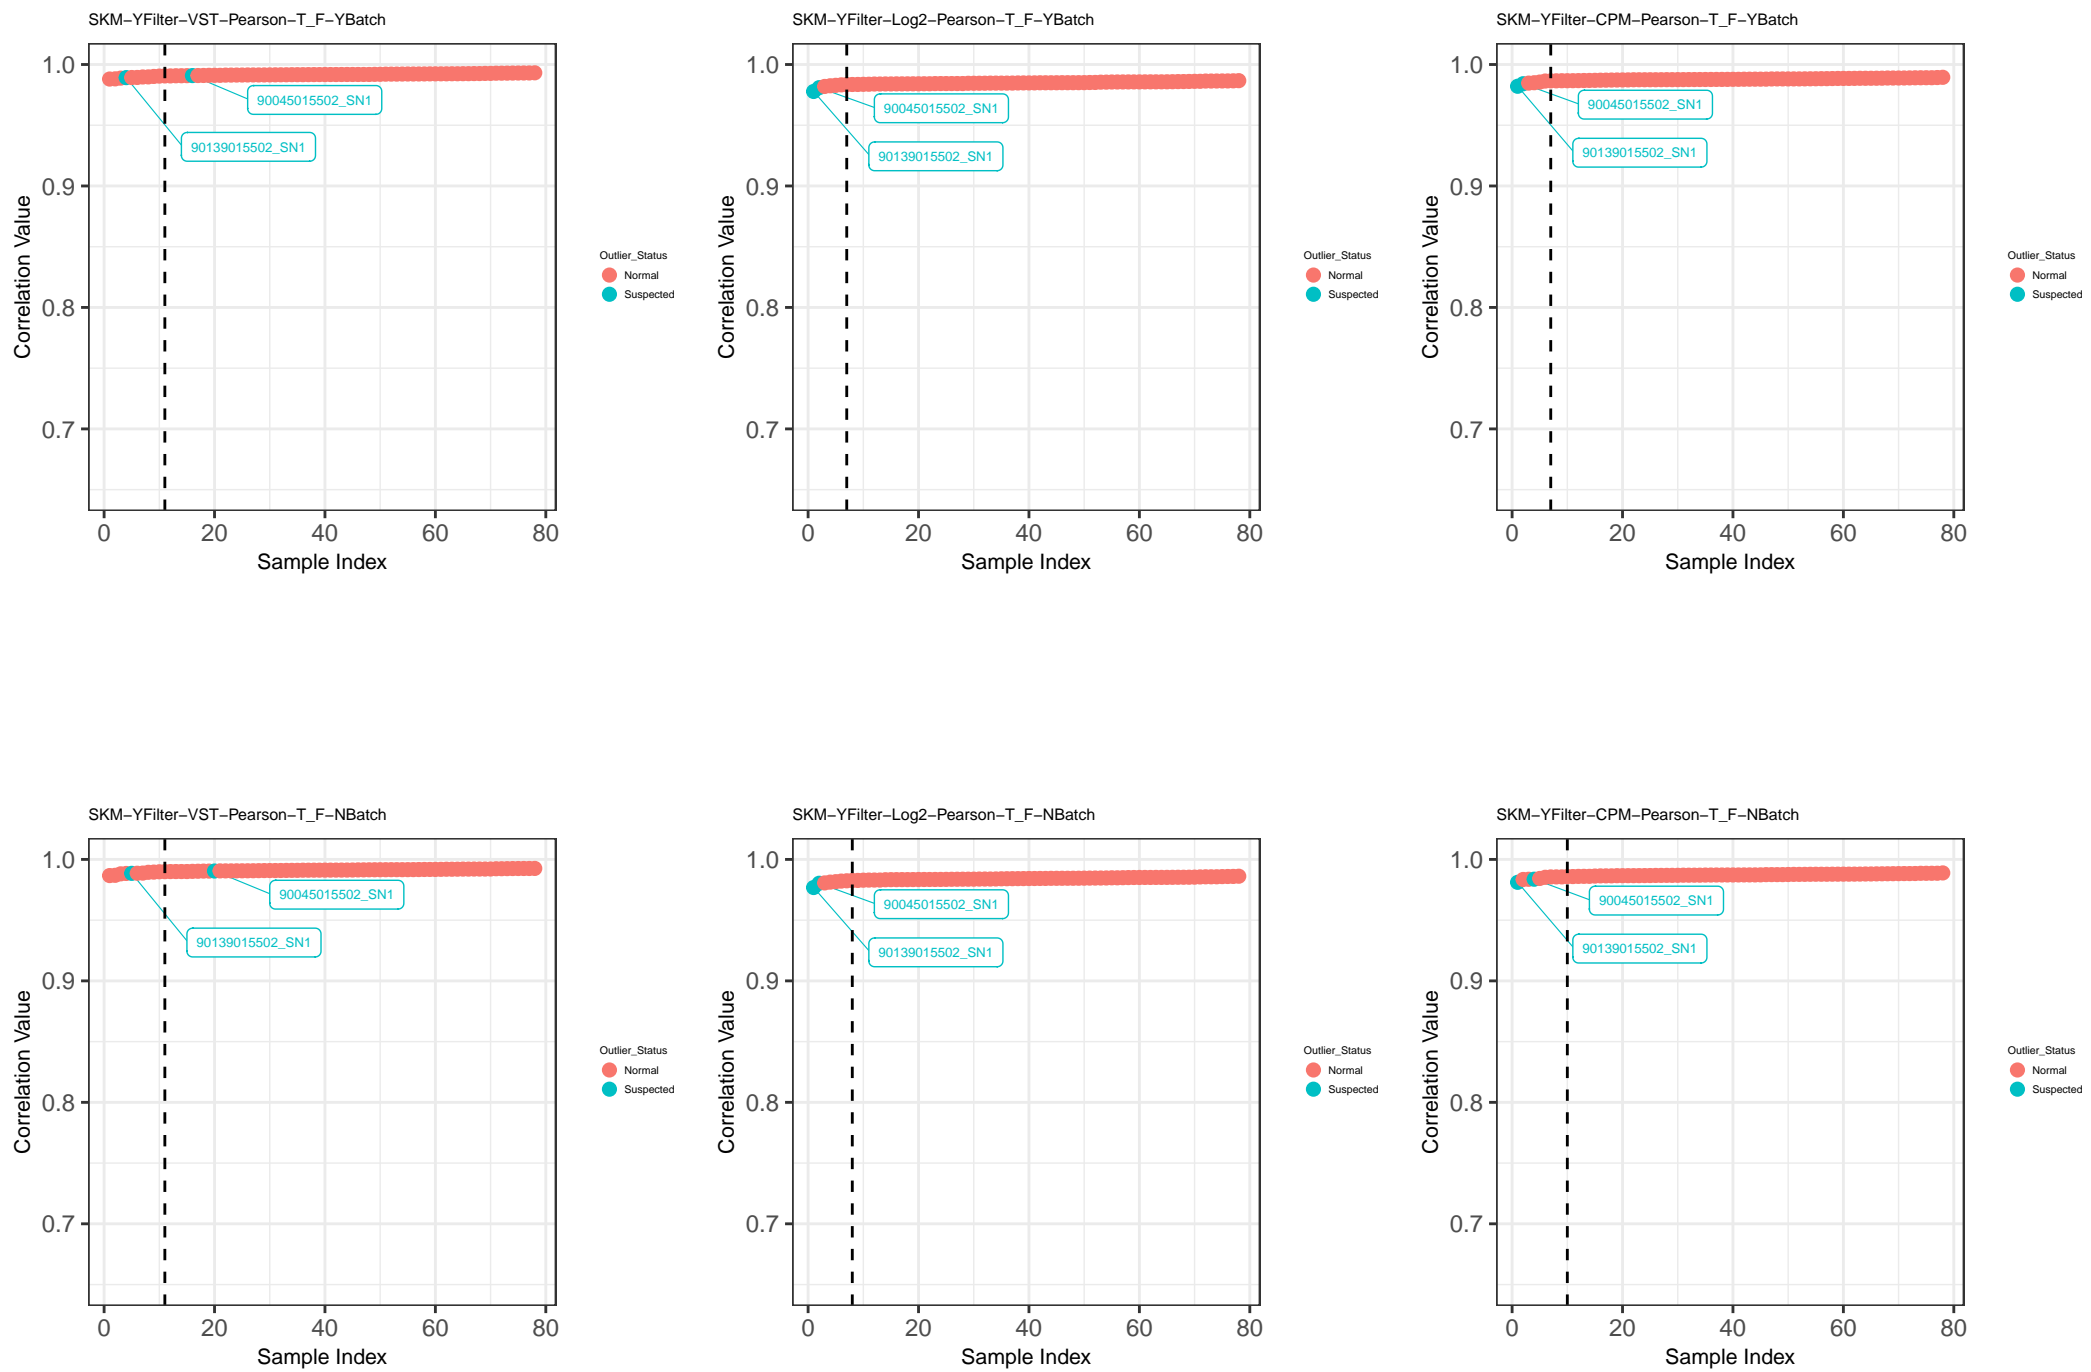 SKM−YFilter−VST−Pearson−T_F−YBatch
1.0
0.9
0.8
0.7
Correlation Value
90045015502_SN1
90139015502_SN1
0 20 40 60 80
Sample Index
Outlier_Status
Normal
Suspected
SKM−YFilter−Log2−Pearson−T_F−YBatch
1.0
0.9
0.8
0.7
Correlation Value
90045015502_SN1
90139015502_SN1
0 20 40 60 80
Sample Index
Outlier_Status
Normal
Suspected
SKM−YFilter−CPM−Pearson−T_F−YBatch
1.0
0.9
0.8
0.7
Correlation Value
90045015502_SN1
90139015502_SN1
0 20 40 60 80
Sample Index
Outlier_Status
Normal
Suspected
SKM−YFilter−VST−Pearson−T_F−NBatch
1.0
0.9
0.8
0.7
Correlation Value
90045015502_SN1
90139015502_SN1
0 20 40 60 80
Sample Index
Outlier_Status
Normal
Suspected
SKM−YFilter−Log2−Pearson−T_F−NBatch
1.0
0.9
0.8
0.7
Correlation Value
90045015502_SN1
90139015502_SN1
0 20 40 60 80
Sample Index
Outlier_Status
Normal
Suspected
SKM−YFilter−CPM−Pearson−T_F−NBatch
1.0
0.9
0.8
0.7
Correlation Value
90045015502_SN1
90139015502_SN1
0 20 40 60 80
Sample Index
Outlier_Status
Normal
Suspected